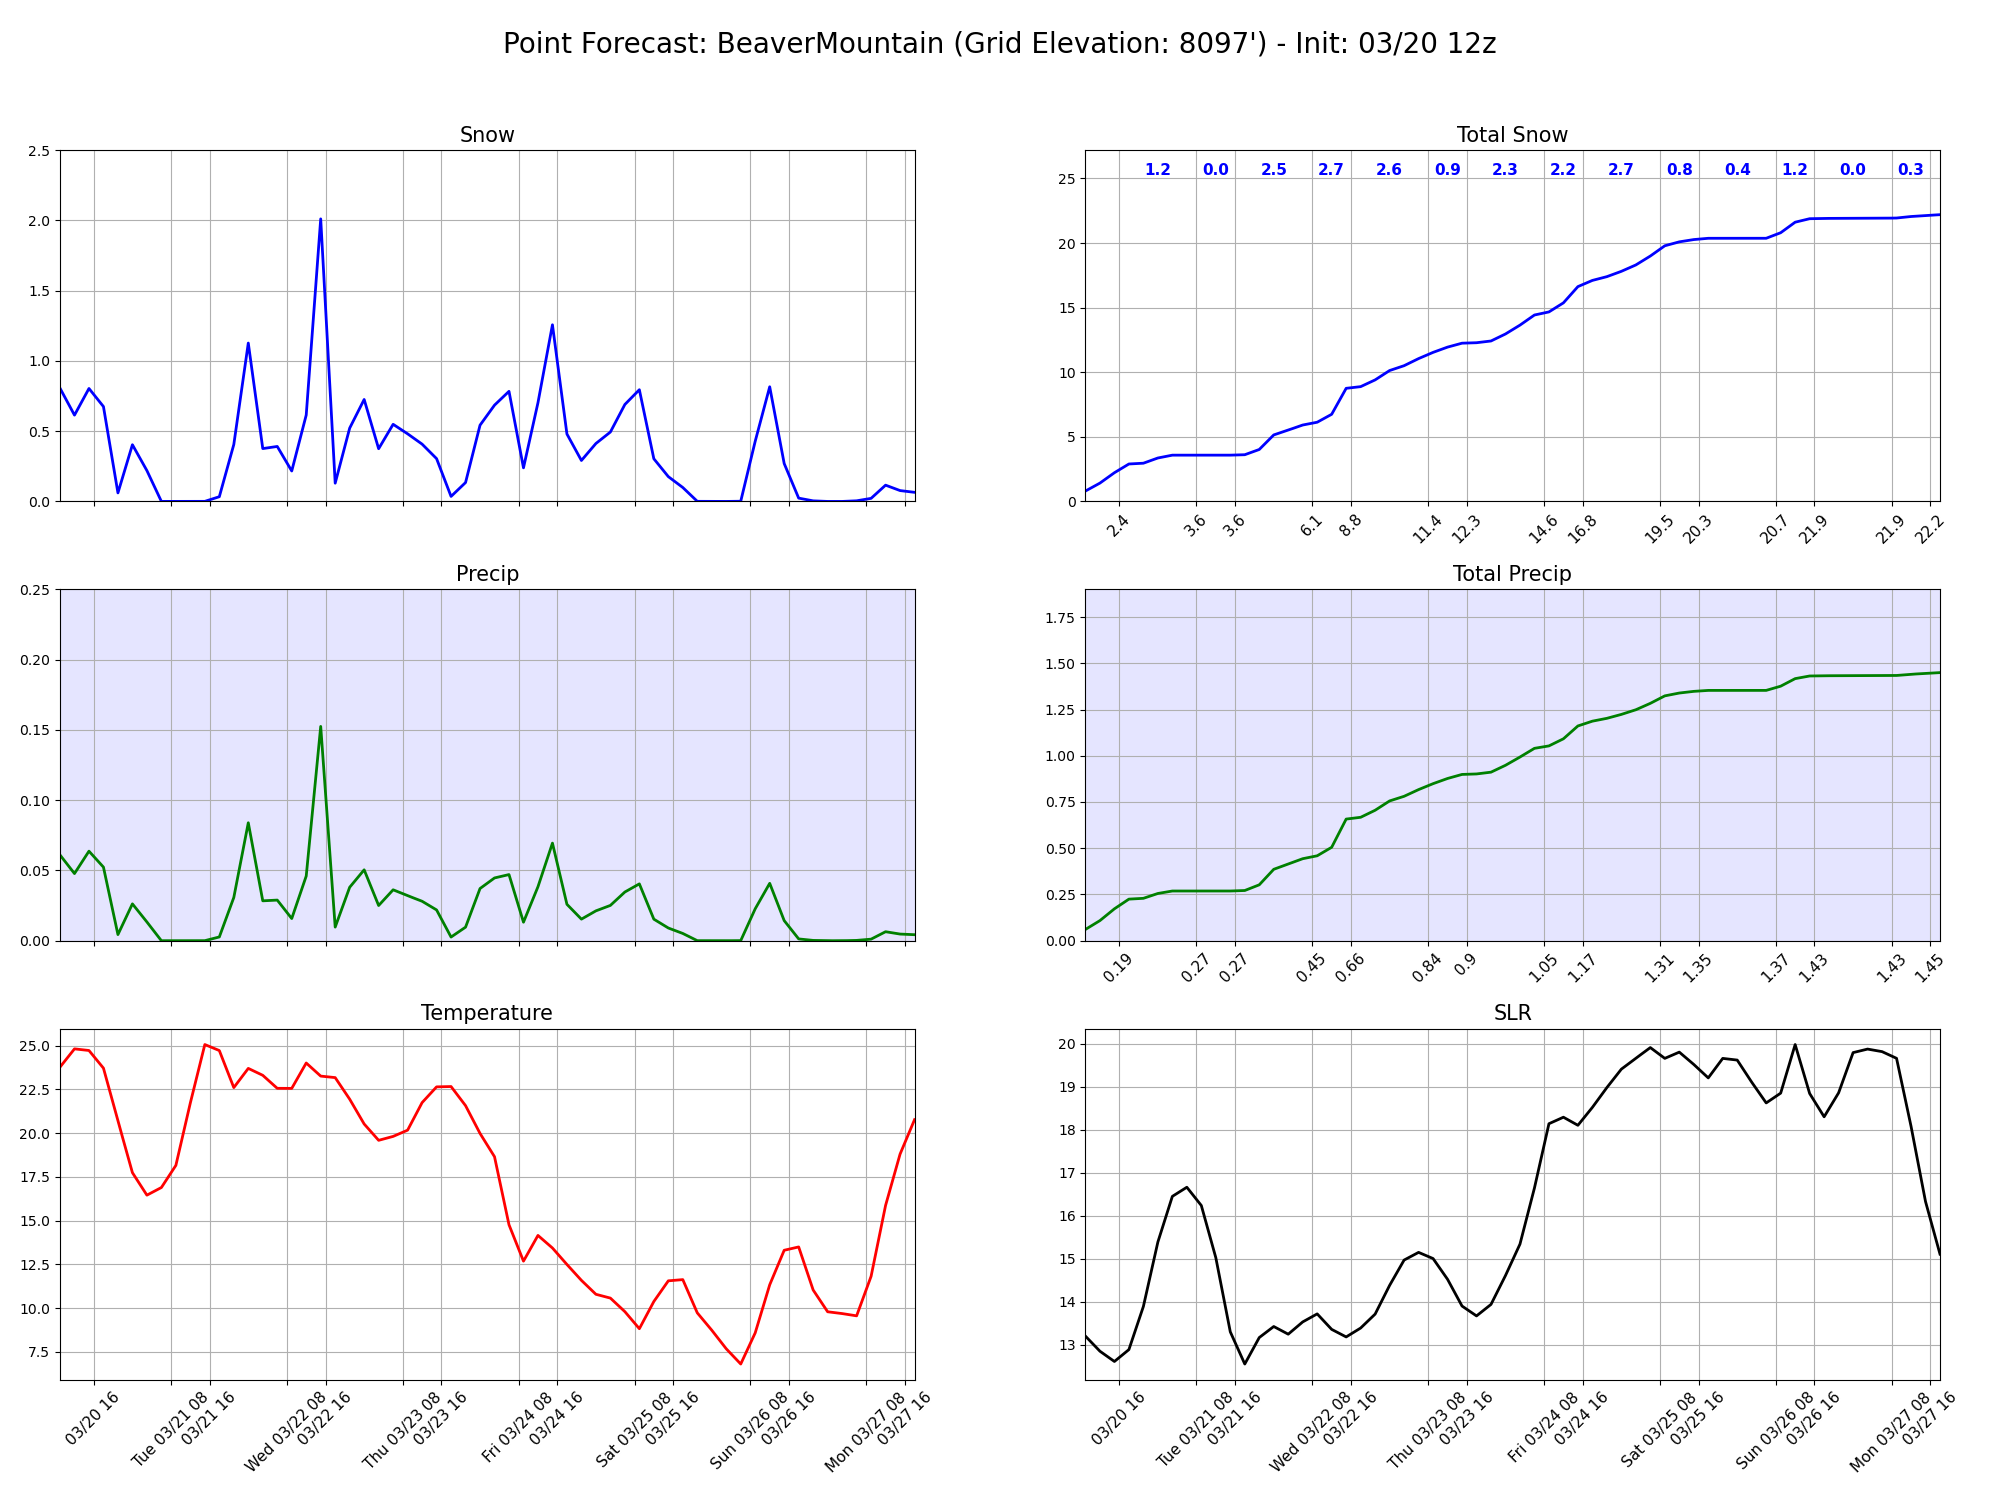 Point Forecast: BeaverMountain (Grid Elevation: 8097') - Init: 03/20 12z
Snow
2.5
2.0
1.5
1.0
0.5
0.0
Total Snow
1.2 0.0 2.5 2.7 2.6 0.9 2.3 2.2 2.7 0.8 0.4 1.2 0.0 0.3
25
20
15
10
5
0
2.4 3.6 3.6 6.1 8.8 11.4 12.3 14.6 16.8 19.5 20.3 20.7 21.9 21.9 22.2
Precip
0.25
0.20
0.15
0.10
0.05
0.00
Total Precip
1.75
1.50
1.25
1.00
0.75
0.50
0.25
0.00
0.19 0.27 0.27 0.45 0.66 0.84 0.9 1.05 1.17 1.31 1.35 1.37 1.43 1.43 1.45
Temperature
25.0
22.5
20.0
17.5
15.0
12.5
10.0
7.5
03/20 16
Tue 03/21 08
03/21 16
Wed 03/22 08
03/22 16
Thu 03/23 08
03/23 16
Fri 03/24 08
03/24 16
Sat 03/25 08
03/25 16
Sun 03/26 08
03/26 16
Mon 03/27 08
03/27 16
SLR
20
19
18
17
16
15
14
13
03/20 16
Tue 03/21 08
03/21 16
Wed 03/22 08
03/22 16
Thu 03/23 08
03/23 16
Fri 03/24 08
03/24 16
Sat 03/25 08
03/25 16
Sun 03/26 08
03/26 16
Mon 03/27 08
03/27 16